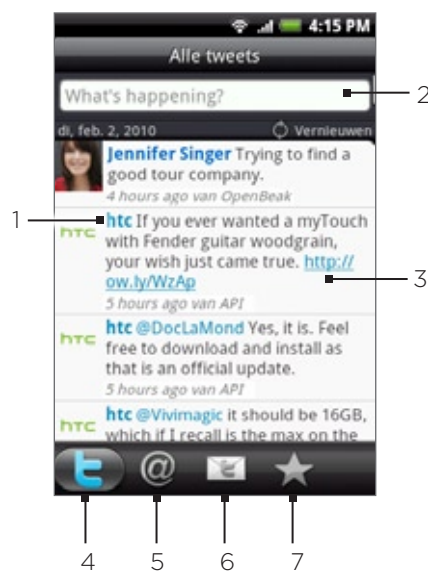 4:15 PM
Alle tweets
What's happening?
2
di, feb. 2, 2010 Vernieuwen
Jennifer Singer Trying to find a
good tour company.
4 hours ago van OpenBeak
1
htc If you ever wanted a myTouch
hTC
with Fender guitar woodgrain,
your wish just came true. http://
ow.ly/WzAp
3
5 hours ago van API
htc @DocLaMond Yes, it is. Feel
hTC
free to download and install as
that is an official update.
5 hours ago van API
htc @Vivimagic it should be 16GB,
hTC
which if I recall is the max on the
t @ t
4 5 6 7